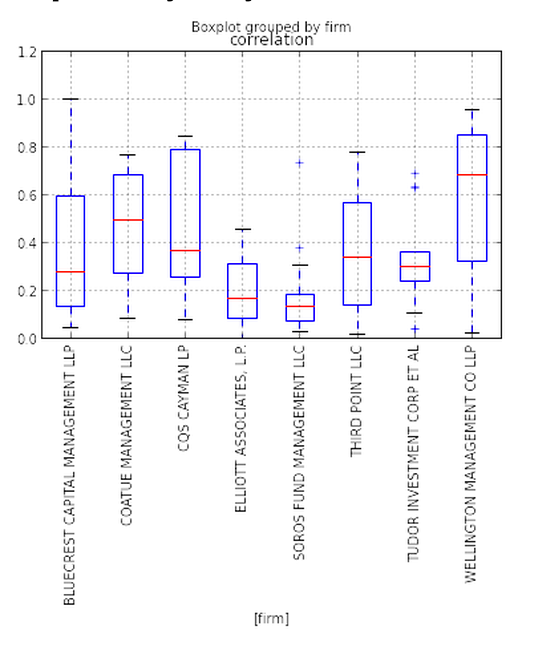 Boxplot grouped by firm
correlation
1.2
1.0
0.8
0.6
0.4
0.2
0.0
BLUECREST CAPITAL MANAGEMENT LLP
COATUE MANAGEMENT LLC
CQS CAYMAN LP
ELLIOTT ASSOCIATES, L.P.
SOROS FUND MANAGEMENT LLC
THIRD POINT LLC
TUDOR INVESTMENT CORP ET AL
WELLINGTON MANAGEMENT CO LLP
[firm]